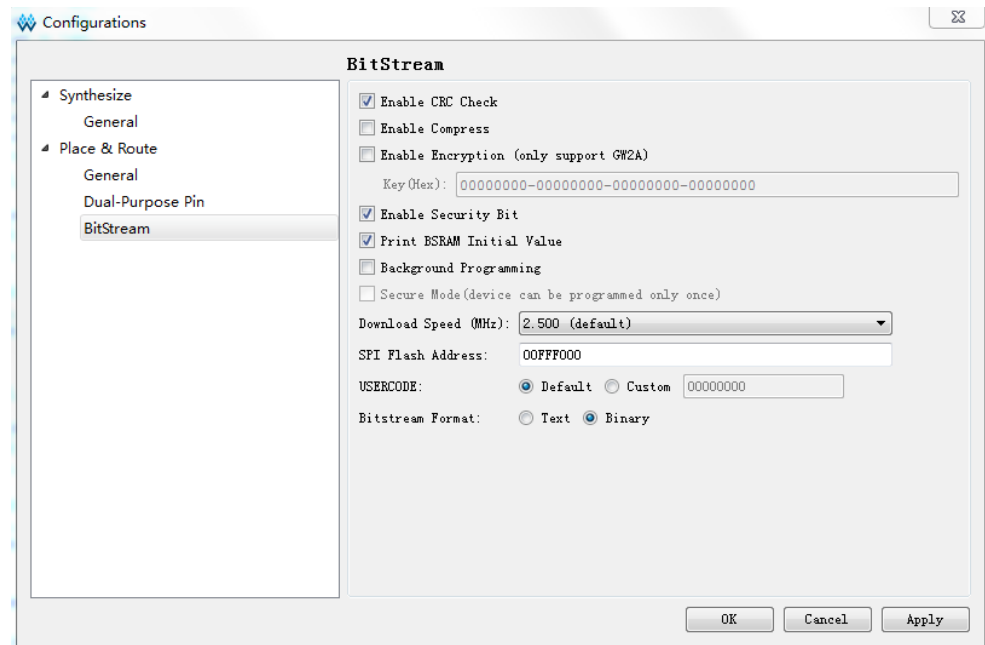 Configurations
BitStream
Synthesize
General
Place & Route
General
Dual-Purpose Pin
BitStream
Enable CRC Check
Enable Compress
Enable Encryption (only support GW2A)
Key(Hex): 00000000-00000000-00000000-00000000
Enable Security Bit
Print BSRAM Initial Value
Background Programming
Secure Mode(device can be programmed only once)
Download Speed (MHz): 2.500 (default)
SPI Flash Address: 00FFF000
USERCODE: Default Custom 00000000
Bitstream Format: Text Binary
OK Cancel Apply